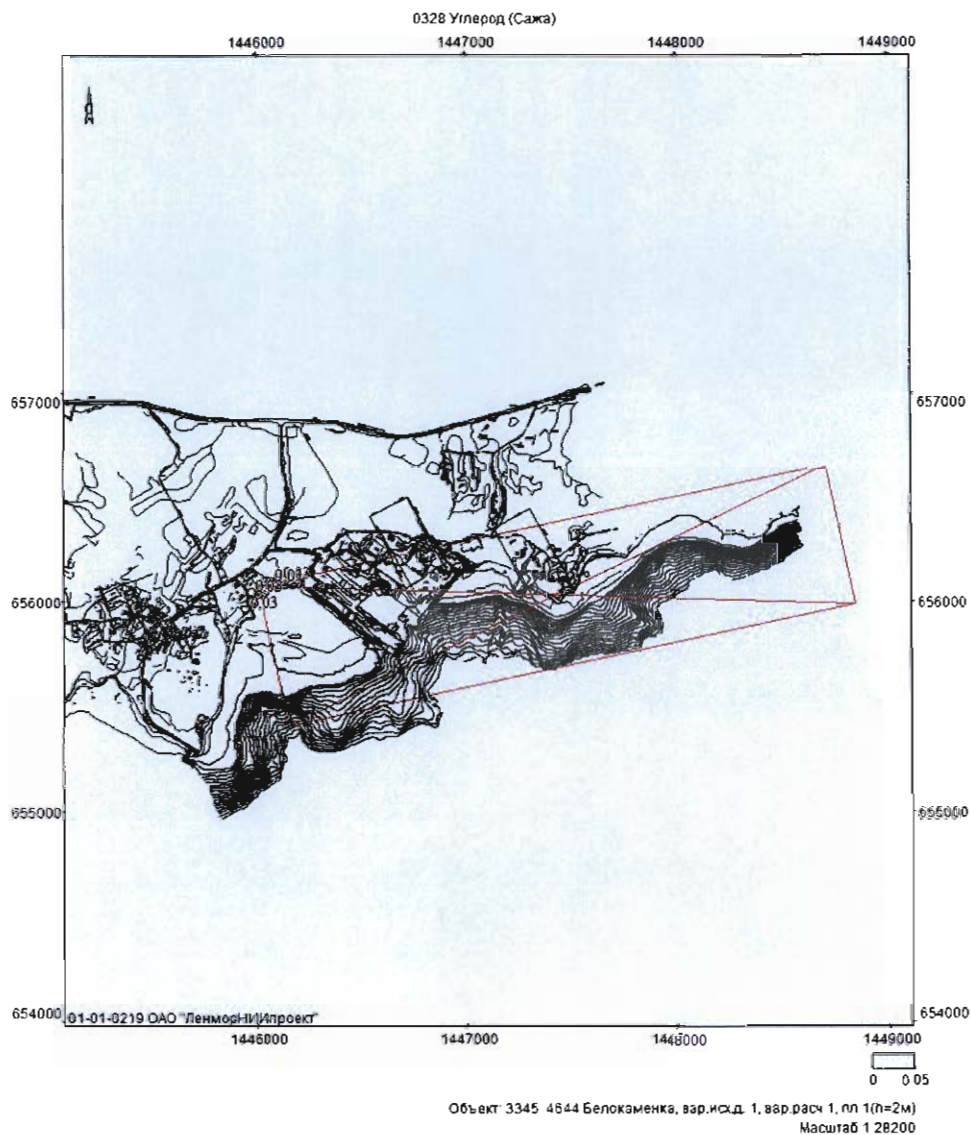 0328 Углерод (Сажа)
1446000 1447000 1448000 1449000
657000 657000
656000 656000
0.03
655000 655000
654000 654000
01-01-0219 ОАО "ЛенморНИИпроект"
1446000 1447000 1448000 1449000
0 0.05
Объект: 3345 4644 Белокаменка, вар.исх.д. 1, вар.расч 1, пл 1(h=2м)
Масштаб 1:28200